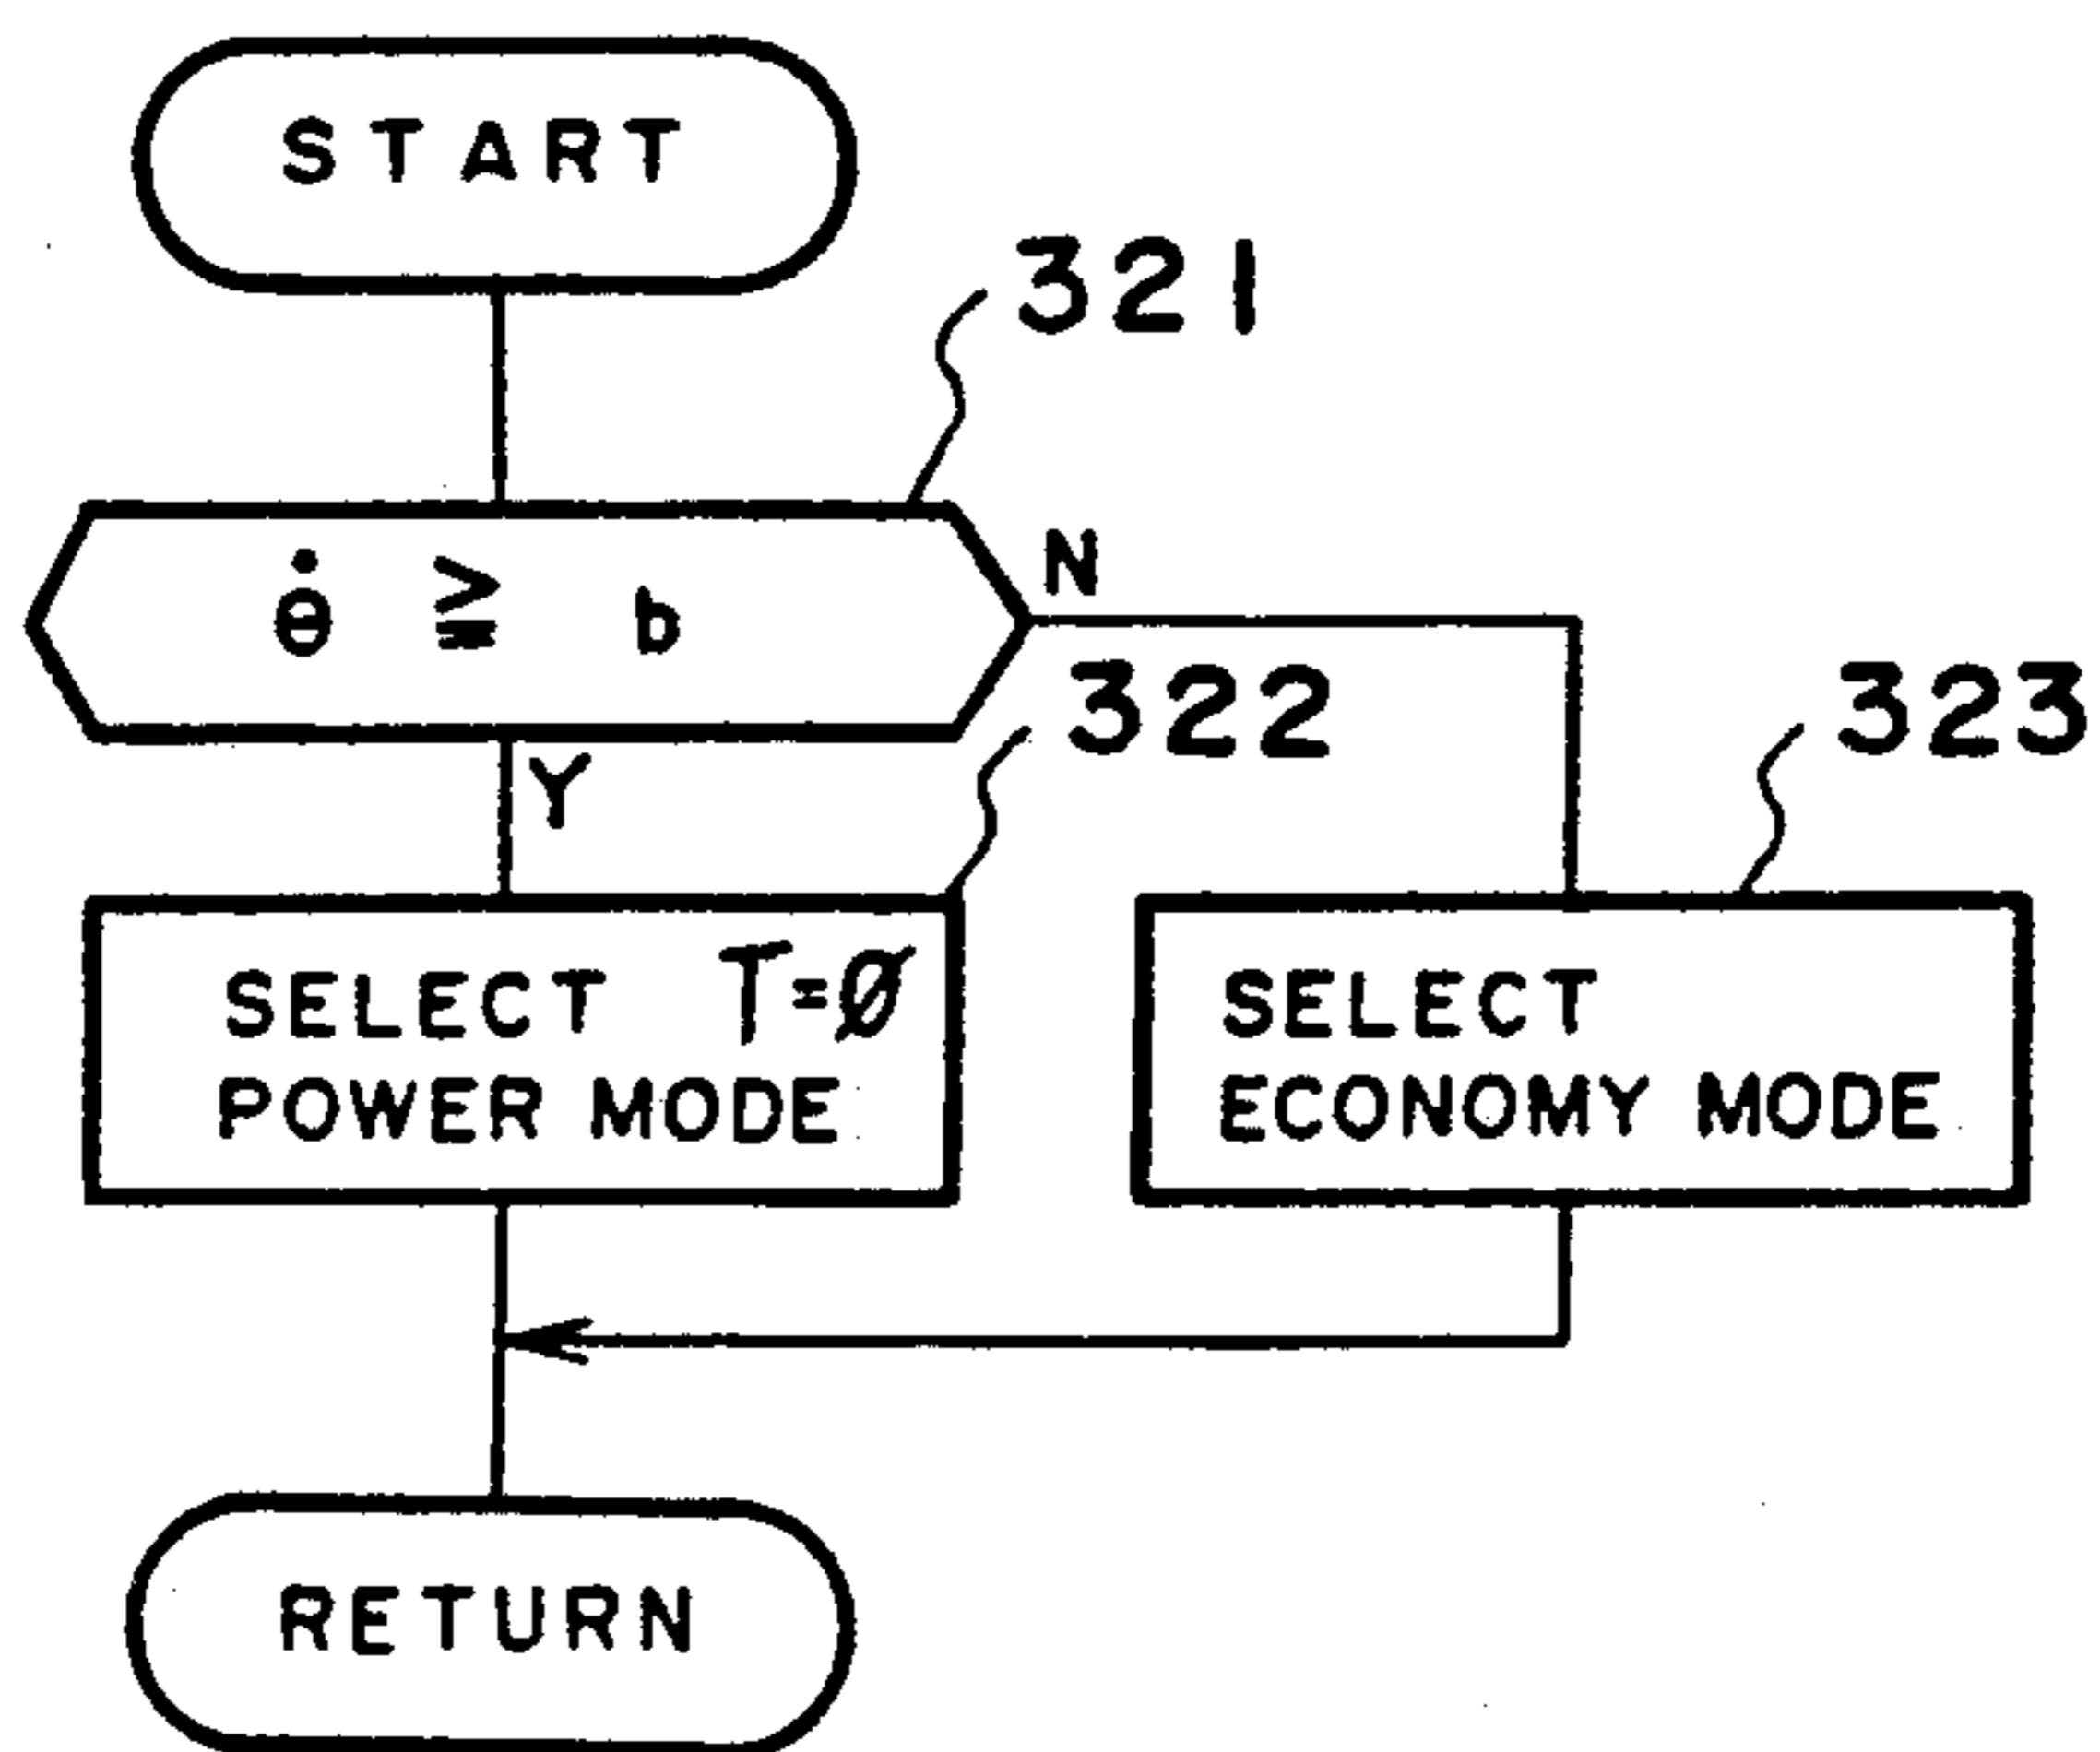 START
321
θ̇ ≧ b
N
Y
322
323
SELECT T=Ø
POWER MODE
SELECT
ECONOMY MODE
RETURN